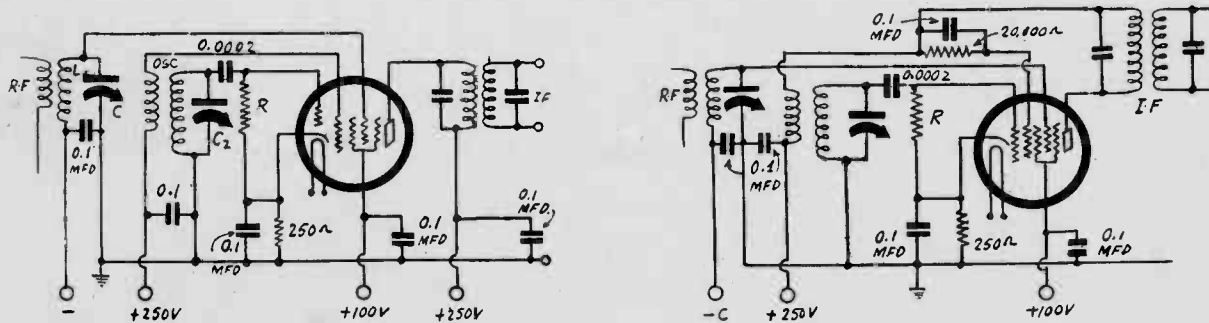 0.0002
R.F
L
OSC
C
R
C2
I.F
0.1
MFD
0.1
0.1
MFD
250Ω
0.1
MFD
0.1
MFD.
-
+250V
+100V
+250V
0.1
MFD
20,000Ω
0.0002
RF
R
I.F
0.1
MFD
0.1
MFD
250Ω
0.1
MFD
-C
+250V
+100V